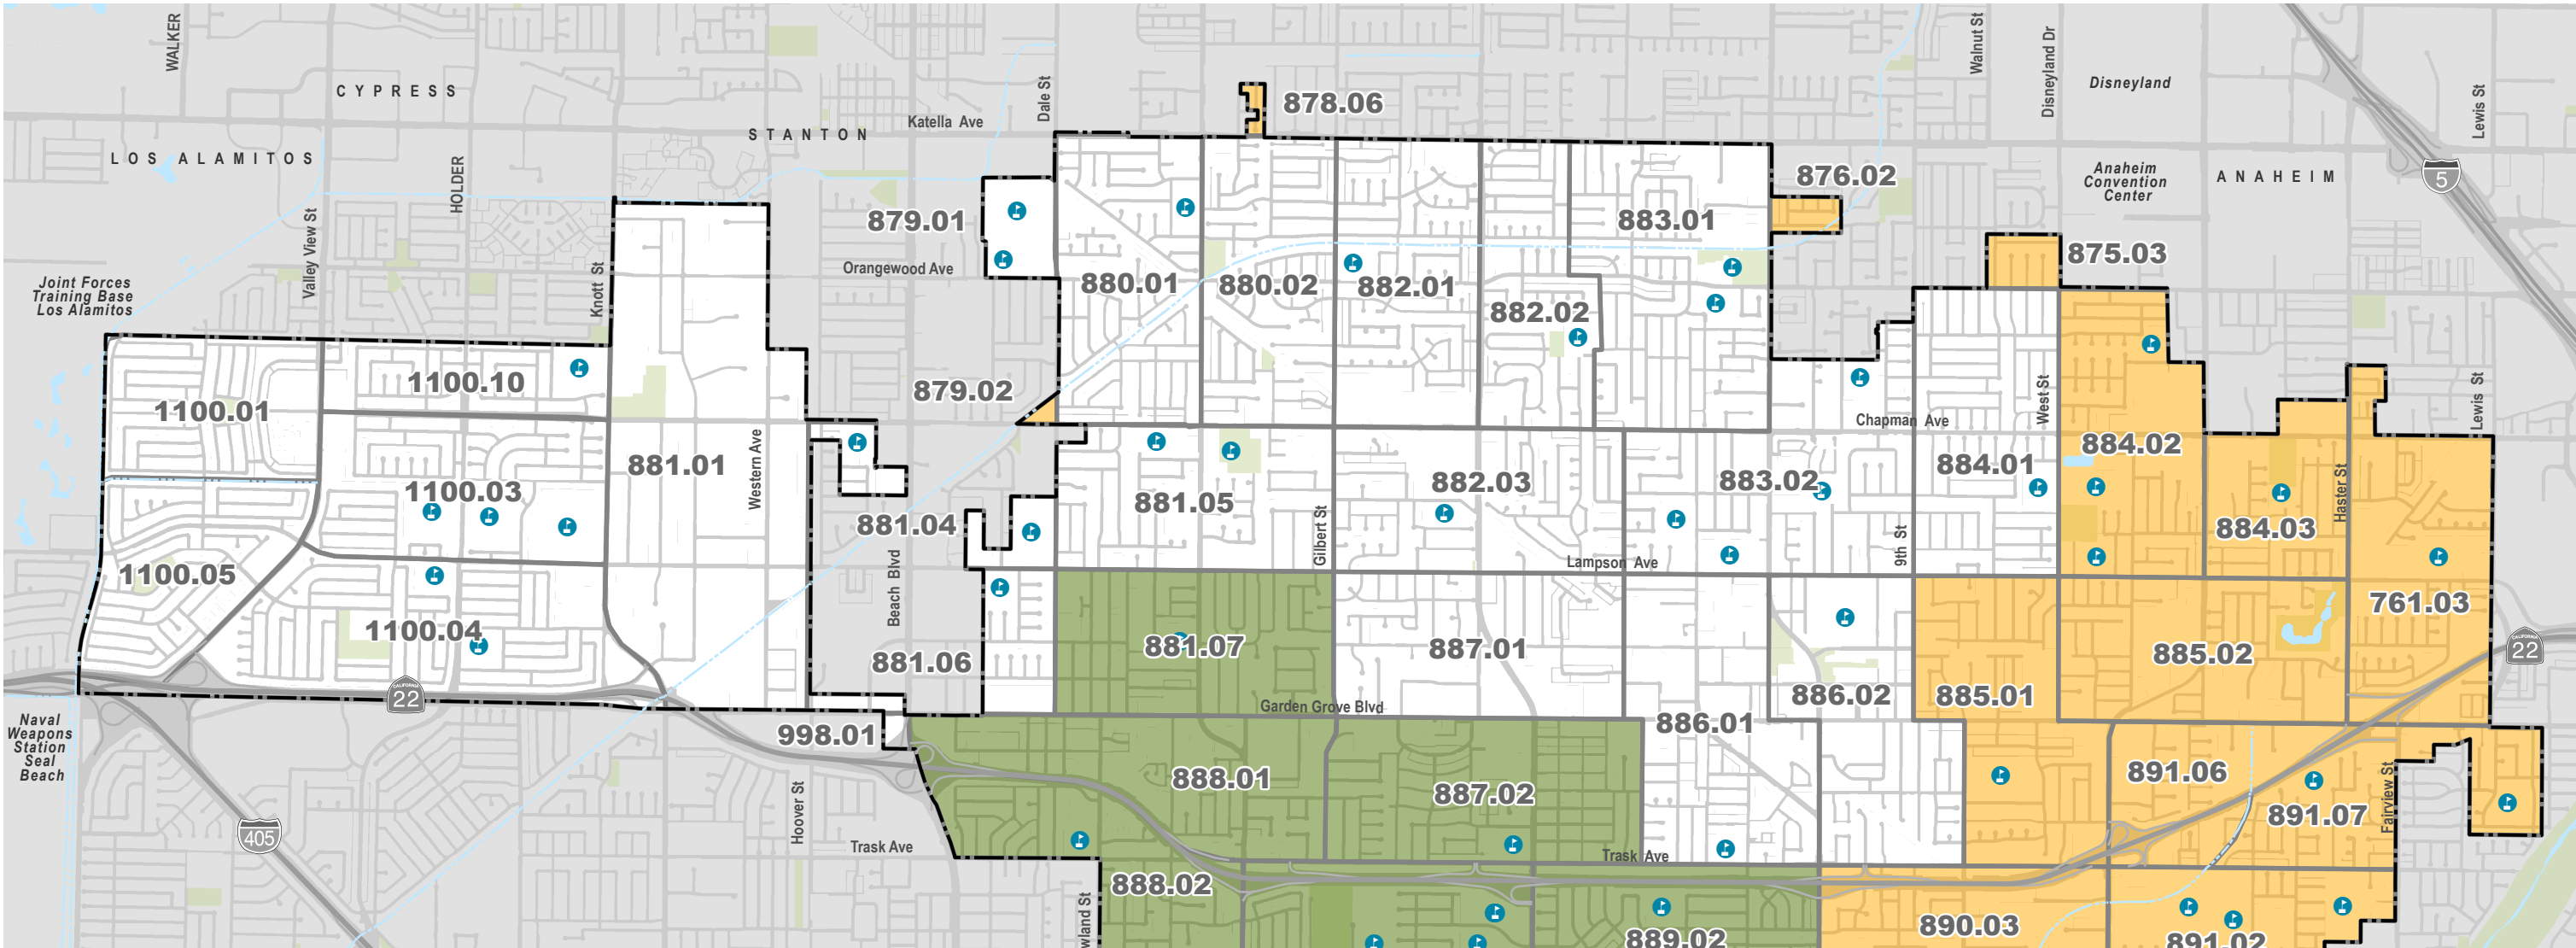 WALKER
CYPRESS
LOS ALAMITOS
STANTON
Katella Ave
Dale St
878.06
Walnut St
Disneyland Dr
Disneyland
Lewis St
5
Anaheim
Convention
Center
ANAHEIM
876.02
HOLDER
Valley View St
Knott St
879.01
Orangewood Ave
883.01
875.03
880.01
880.02
882.01
882.02
Joint Forces
Training Base
Los Alamitos
1100.10
1100.01
879.02
West St
Chapman Ave
Lewis St
884.02
881.01
Western Ave
1100.03
881.04
881.05
Gilbert St
882.03
883.02
884.01
9th St
884.03
Haster St
Lampson Ave
1100.05
Beach Blvd
761.03
1100.04
881.06
881.07
887.01
885.02
22
22
CALIFORNIA
CALIFORNIA
886.02
885.01
Garden Grove Blvd
886.01
Naval
Weapons
Station
Seal
Beach
998.01
888.01
887.02
891.06
891.07
Fairview St
405
Hoover St
Trask Ave
Trask Ave
888.02
wland St
890.03
889.02
891.02